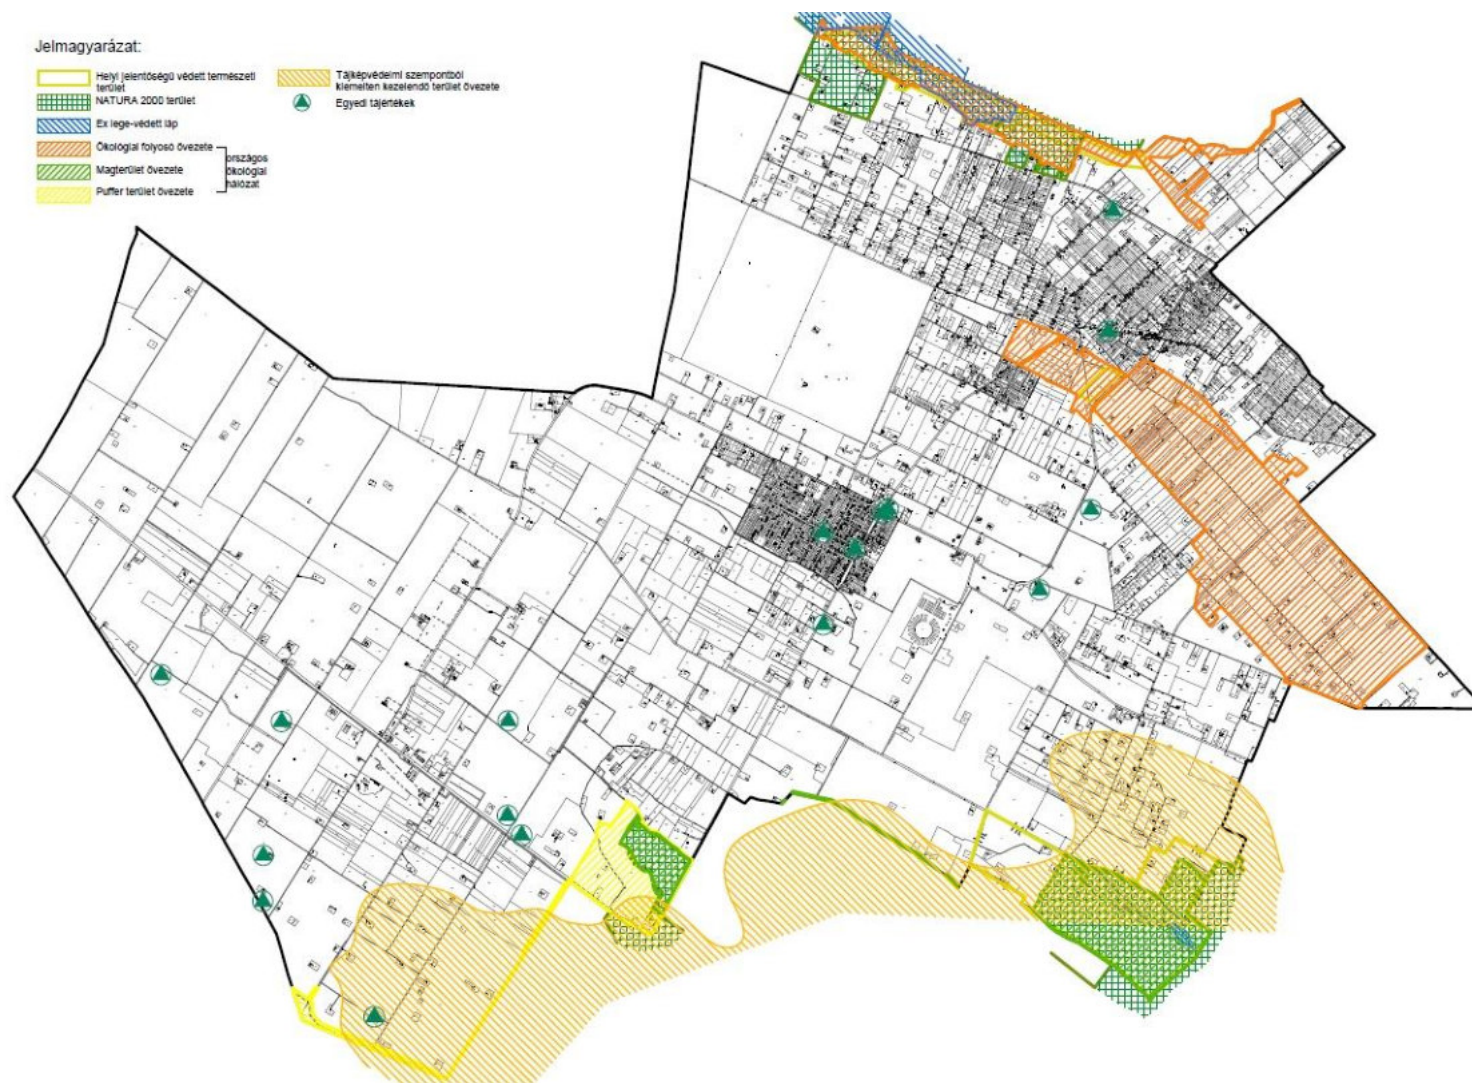 Jelmagyarázat:
Helyi jelentőségű védett természeti
terület
NATURA 2000 terület
Ex lege-védett láp
Ökológiai folyosó övezete
Magterület övezete
Puffer terület övezete
országos
ökológiai
hálózat
Tájképvédelmi szempontból
kiemelten kezelendő terület övezete
Egyedi tájértékek